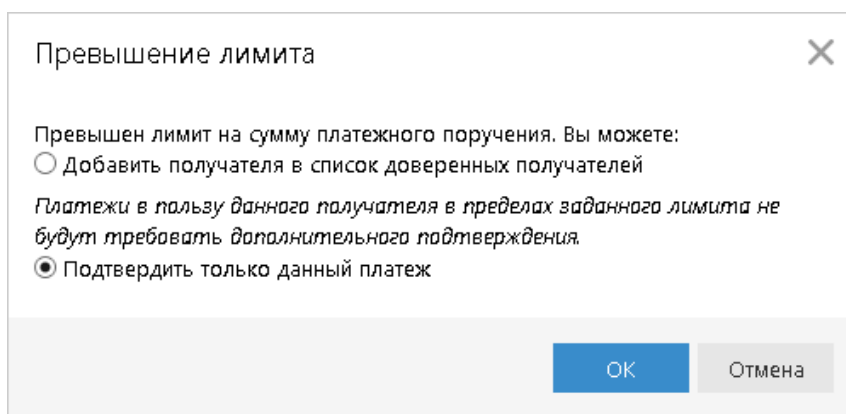 Превышение лимита
Превышен лимит на сумму платежного поручения. Вы можете:
Добавить получателя в список доверенных получателей
Платежи в пользу данного получателя в пределах заданного лимита не
будут требовать дополнительного подтверждения.
Подтвердить только данный платеж
ОК
Отмена